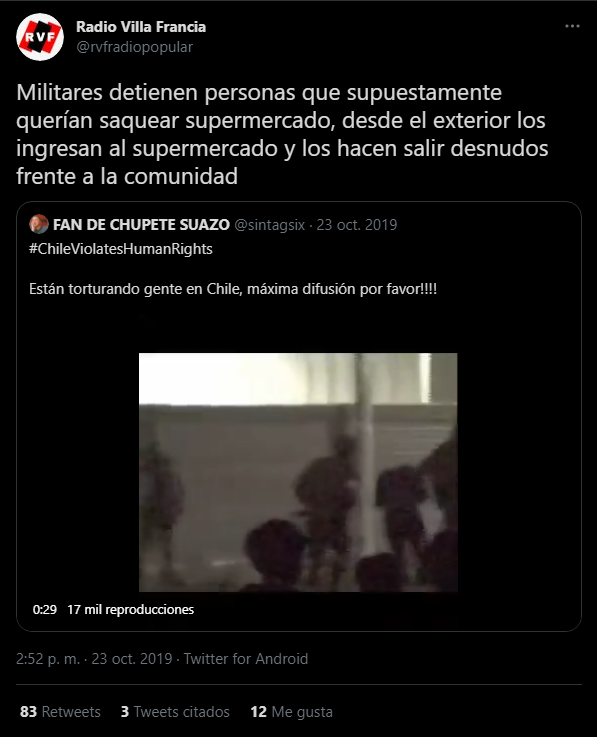 RVF
Radio Villa Francia
@rvfradiopopular
Militares detienen personas que supuestamente
querían saquear supermercado, desde el exterior los
ingresan al supermercado y los hacen salir desnudos
frente a la comunidad
FAN DE CHUPETE SUAZO @sintagsix · 23 oct. 2019
#ChileViolatesHumanRights
Están torturando gente en Chile, máxima difusión por favor!!!!
0:29 17 mil reproducciones
2:52 p. m. · 23 oct. 2019 · Twitter for Android
83 Retweets 3 Tweets citados 12 Me gusta